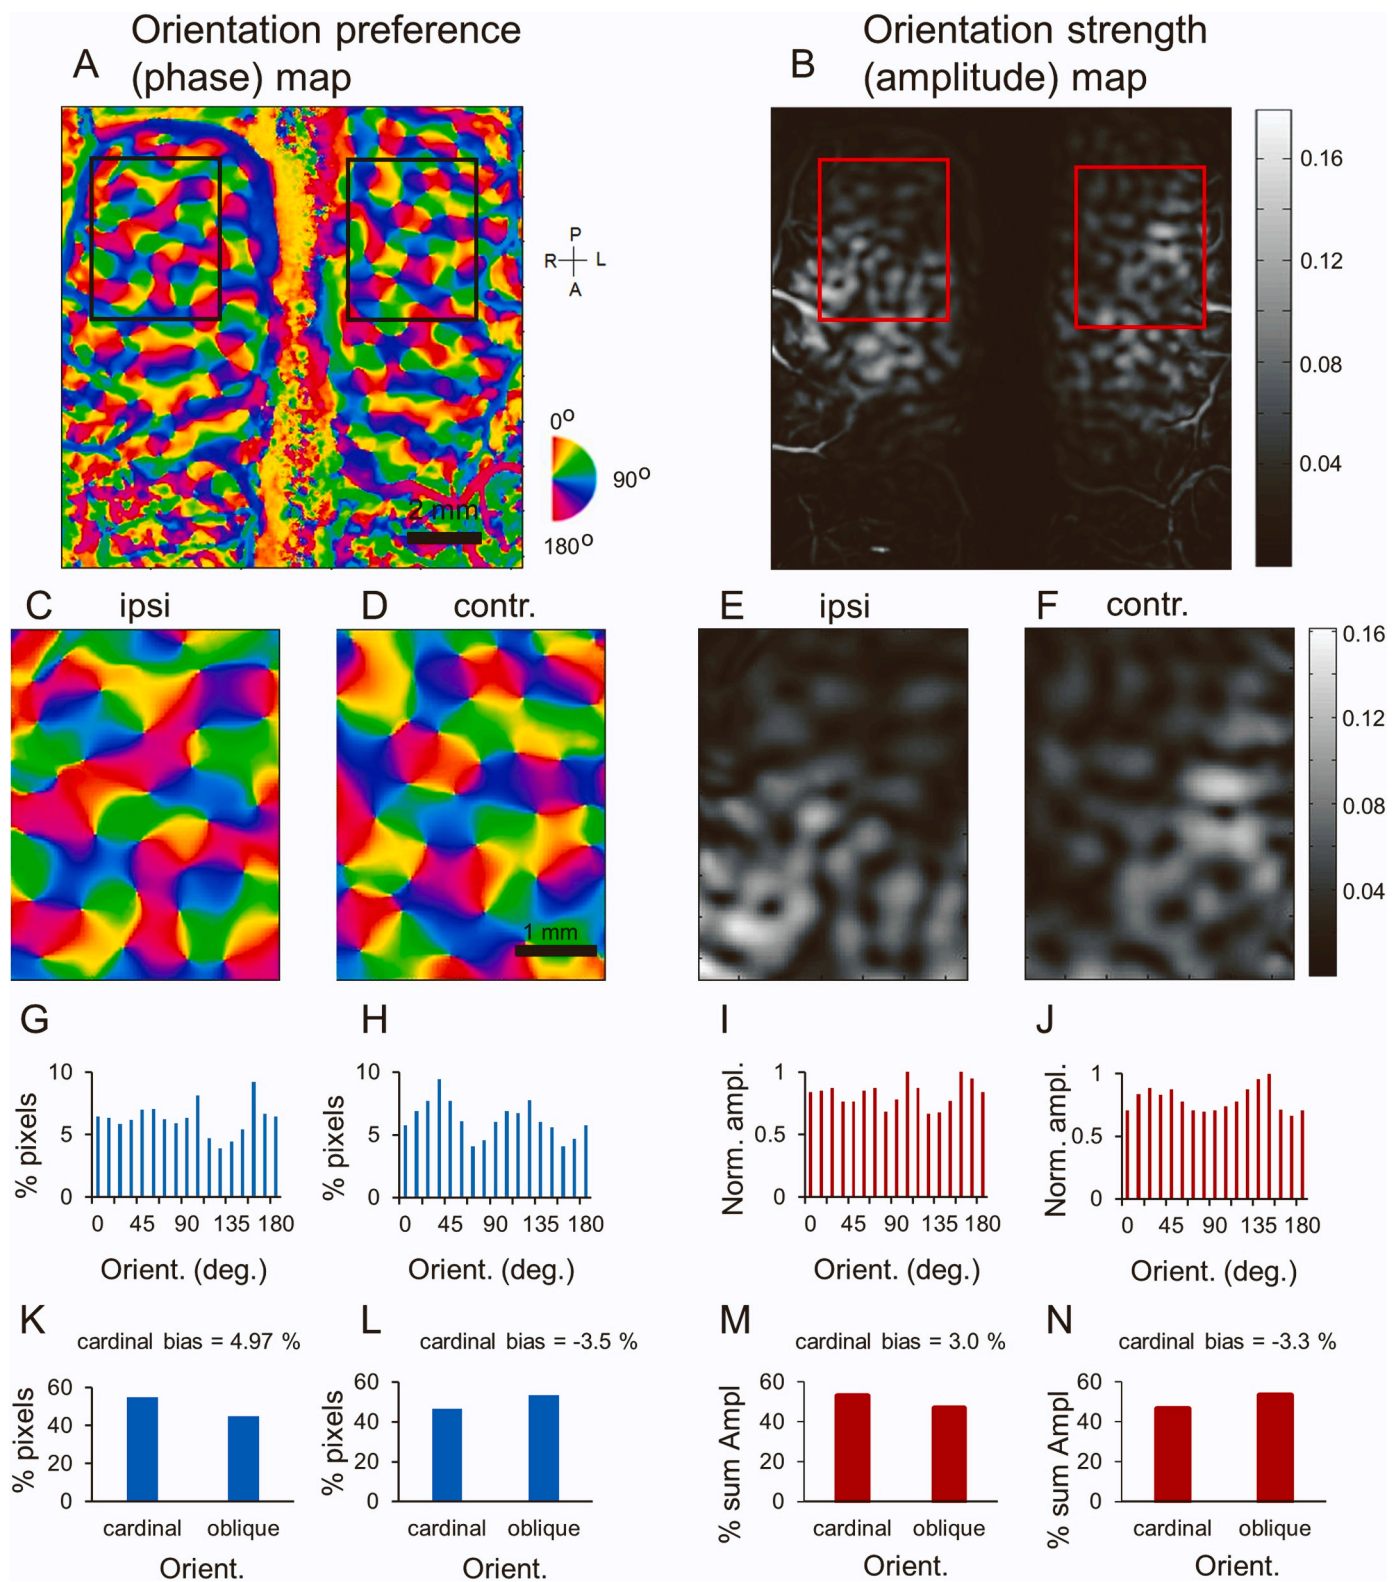 Orientation preference
A (phase) map
Orientation strength
B (amplitude) map
P
R L
A
0o
90o
180o
2 mm
0.16
0.12
0.08
0.04
C ipsi
D contr.
E ipsi
F contr.
1 mm
0.16
0.12
0.08
0.04
G
% pixels
10
5
0
0 45 90 135 180
Orient. (deg.)
H
% pixels
10
5
0
0 45 90 135 180
Orient. (deg.)
I
Norm. ampl.
1
0.5
0
0 45 90 135 180
Orient. (deg.)
J
Norm. ampl.
1
0.5
0
0 45 90 135 180
Orient. (deg.)
K
cardinal bias = 4.97 %
% pixels
60
40
20
0
cardinal oblique
Orient.
L
cardinal bias = -3.5 %
% pixels
60
40
20
0
cardinal oblique
Orient.
M
cardinal bias = 3.0 %
% sum Ampl
60
40
20
0
cardinal oblique
Orient.
N
cardinal bias = -3.3 %
% sum Ampl
60
40
20
0
cardinal oblique
Orient.